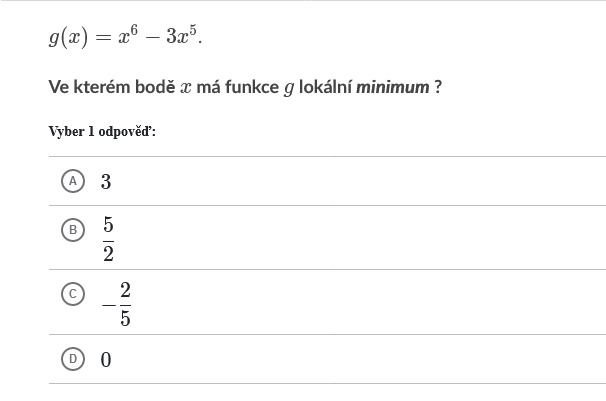 g(x) = x⁶ − 3x⁵.
Ve kterém bodě x má funkce g lokální minimum ?
Vyber 1 odpověď:
A 3
B 5/2
C −2/5
D 0